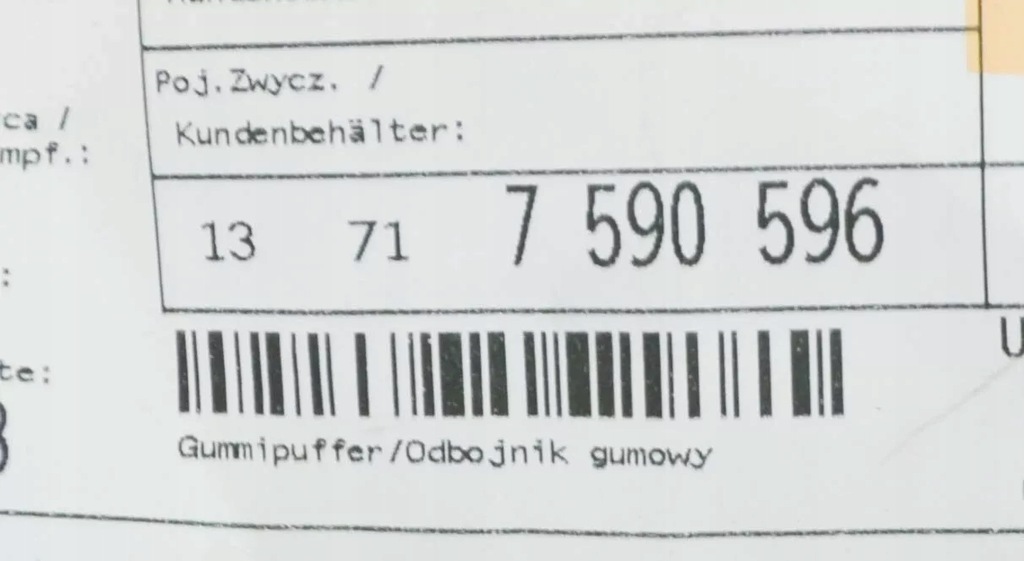 Poj.Zwycz. /
Kundenbehälter:
ca /
mpf.:
13 71 7 590 596
te:
Gummipuffer/Odbojnik gumowy